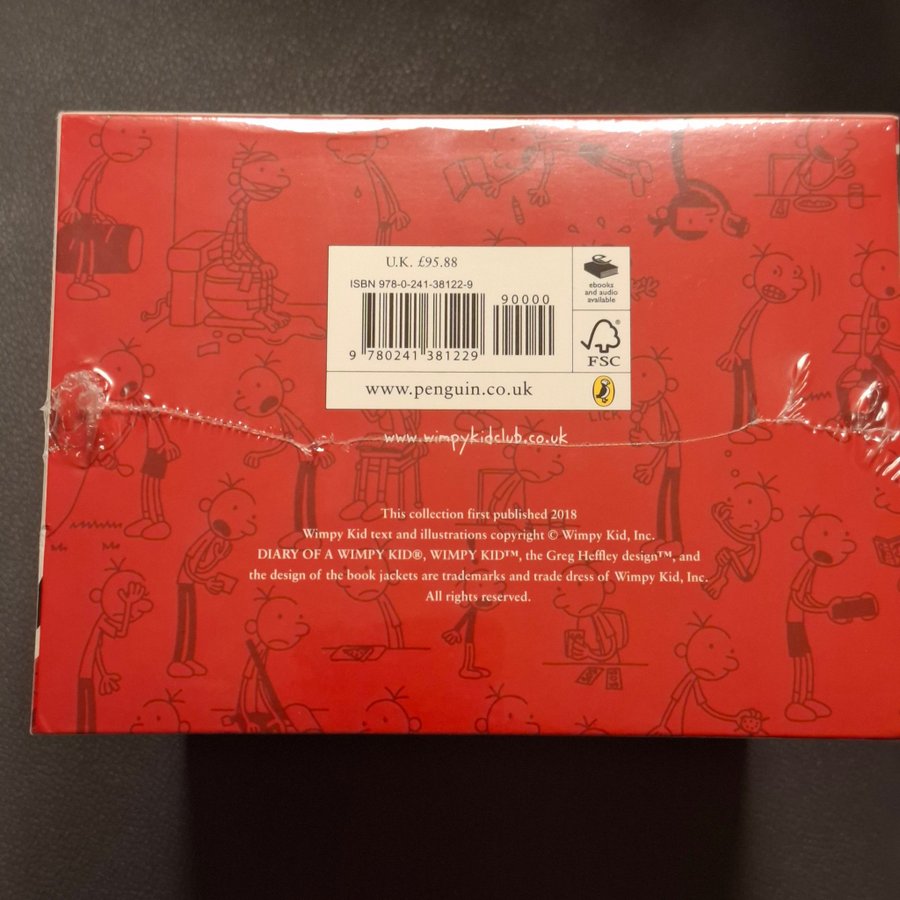 U.K. £95.88
ISBN 978-0-241-38122-9
90000
9 780241 381229
ebooks
and audio
available
®
FSC
www.penguin.co.uk
LICK
www.wimpykidclub.co.uk
This collection first published 2018
Wimpy Kid text and illustrations copyright © Wimpy Kid, Inc.
DIARY OF A WIMPY KID®, WIMPY KID™, the Greg Heffley design™, and
the design of the book jackets are trademarks and trade dress of Wimpy Kid, Inc.
All rights reserved.